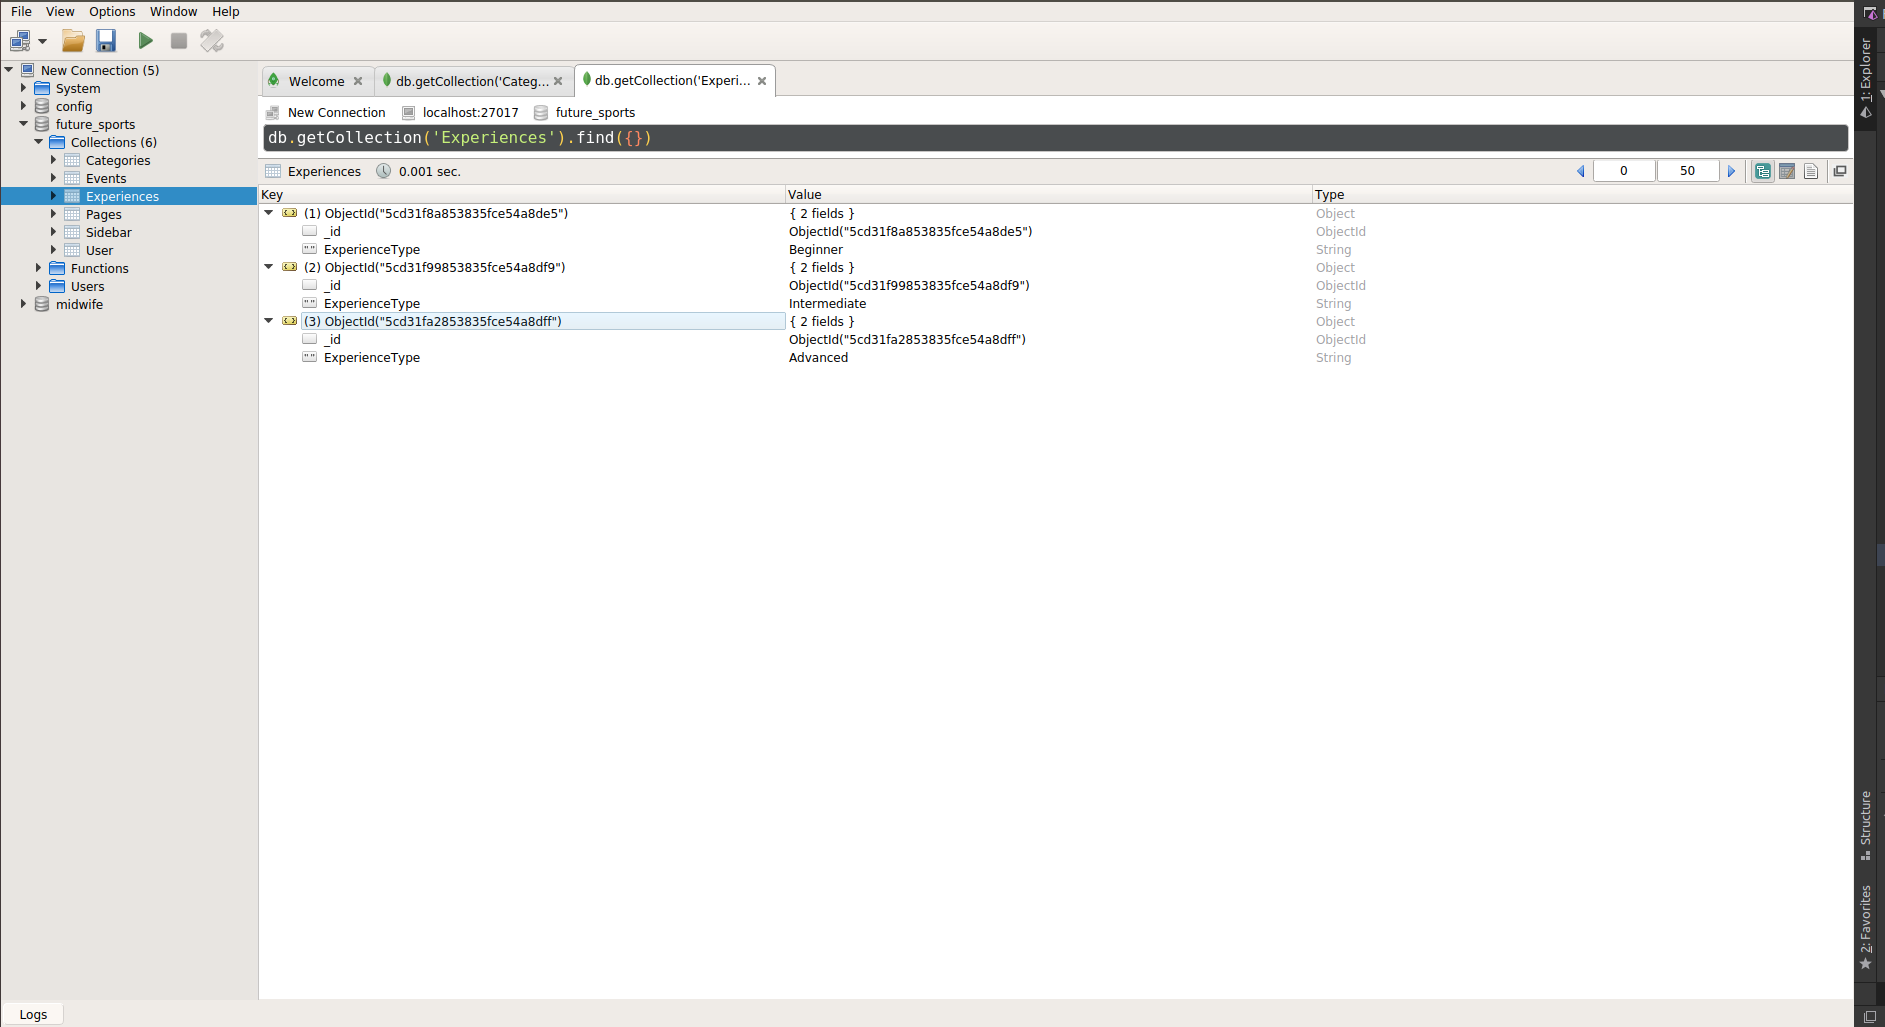 File View Options Window Help
New Connection (5)
System
config
future_sports
Collections (6)
Categories
Events
Experiences
Pages
Sidebar
User
Functions
Users
midwife
Welcome db.getCollection('Categ... db.getCollection('Experi...
New Connection localhost:27017 future_sports
db.getCollection('Experiences').find({})
Experiences 0.001 sec. 0 50
Key Value Type
(1) ObjectId("5cd31f8a853835fce54a8de5") { 2 fields } Object
_id ObjectId("5cd31f8a853835fce54a8de5") ObjectId
ExperienceType Beginner String
(2) ObjectId("5cd31f99853835fce54a8df9") { 2 fields } Object
_id ObjectId("5cd31f99853835fce54a8df9") ObjectId
ExperienceType Intermediate String
(3) ObjectId("5cd31fa2853835fce54a8dff") { 2 fields } Object
_id ObjectId("5cd31fa2853835fce54a8dff") ObjectId
ExperienceType Advanced String
Logs
1: Explorer
Structure
2: Favorites